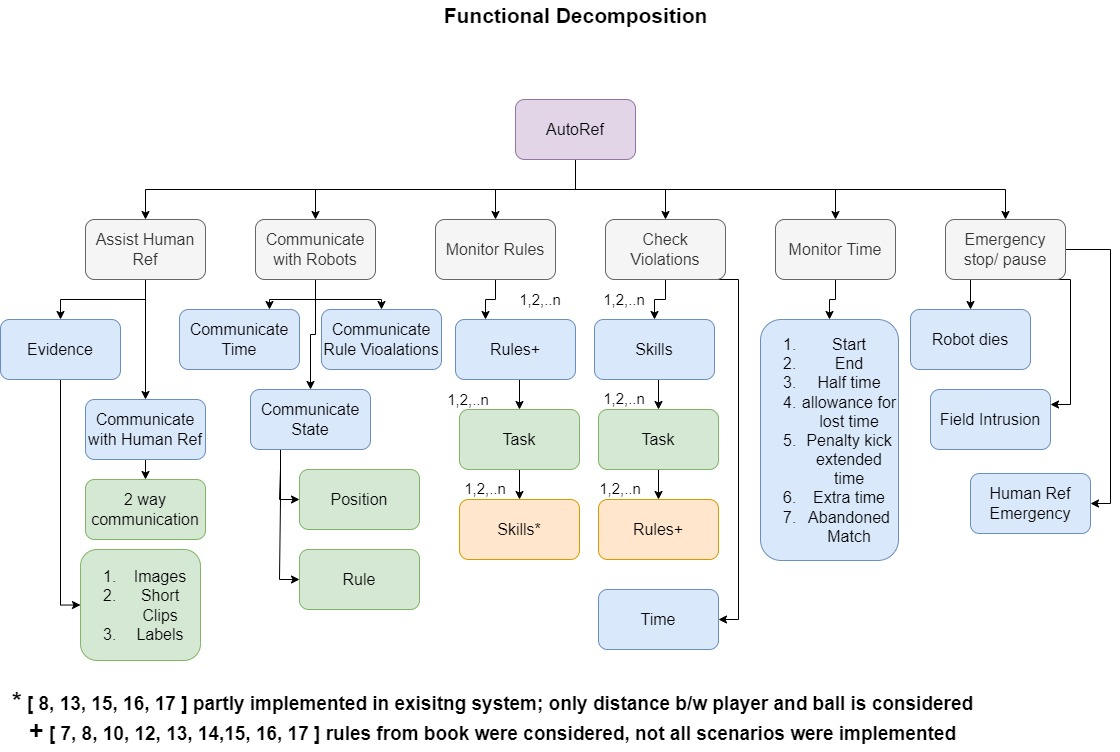 Functional Decomposition
AutoRef
Assist Human
Ref
Communicate
with Robots
Monitor Rules
Check
Violations
Monitor Time
Emergency
stop/ pause
Evidence
Communicate
with Human Ref
2 way
communication
1. Images
2. Short
Clips
3. Labels
Communicate
Time
Communicate
Rule Vioalations
Communicate
State
Position
Rule
1,2,..n
Rules+
1,2,..n
Task
1,2,..n
Skills*
1,2,..n
Skills
1,2,..n
Task
1,2,..n
Rules+
Time
1. Start
2. End
3. Half time
4. allowance for
lost time
5. Penalty kick
extended
time
6. Extra time
7. Abandoned
Match
Robot dies
Field Intrusion
Human Ref
Emergency
* [ 8, 13, 15, 16, 17 ] partly implemented in exisitng system; only distance b/w player and ball is considered
+ [ 7, 8, 10, 12, 13, 14,15, 16, 17 ] rules from book were considered, not all scenarios were implemented